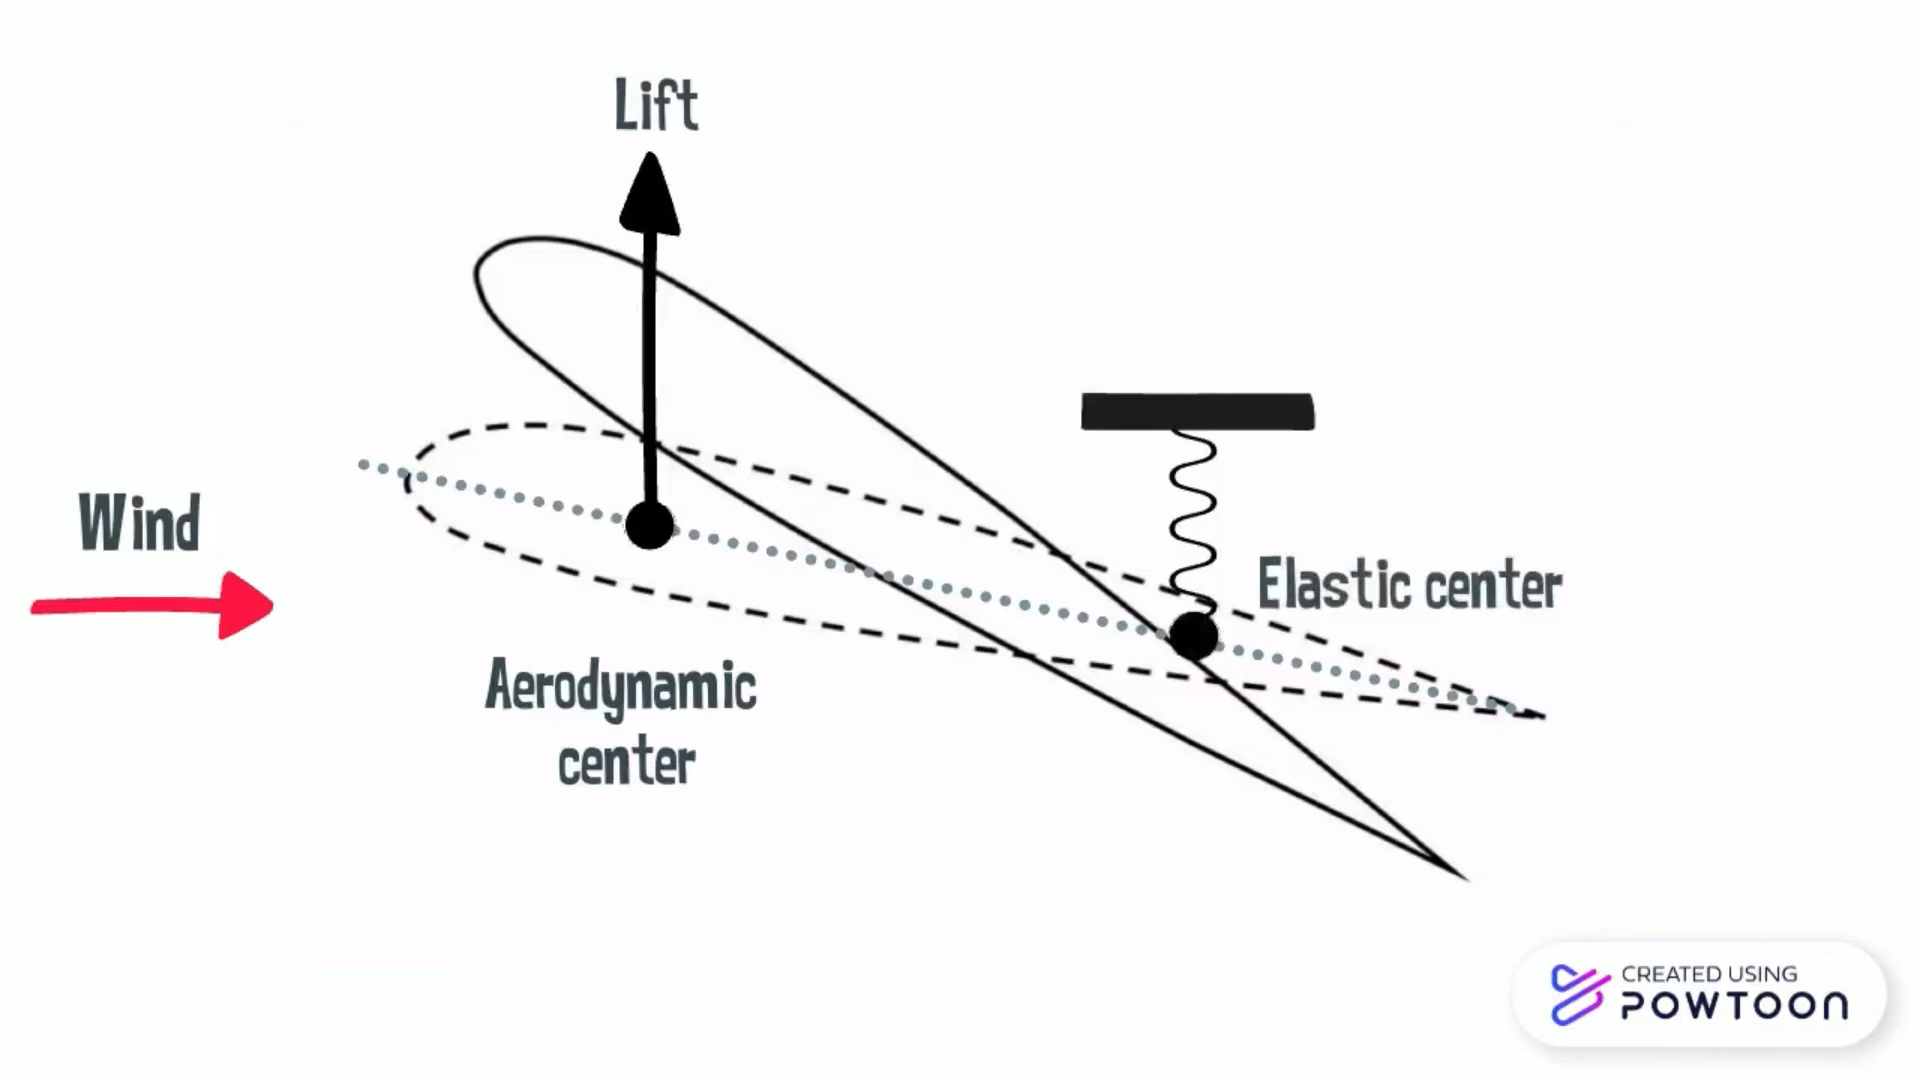 Lift
Wind
Elastic center
Aerodynamic
center
CREATED USING
POWTOON